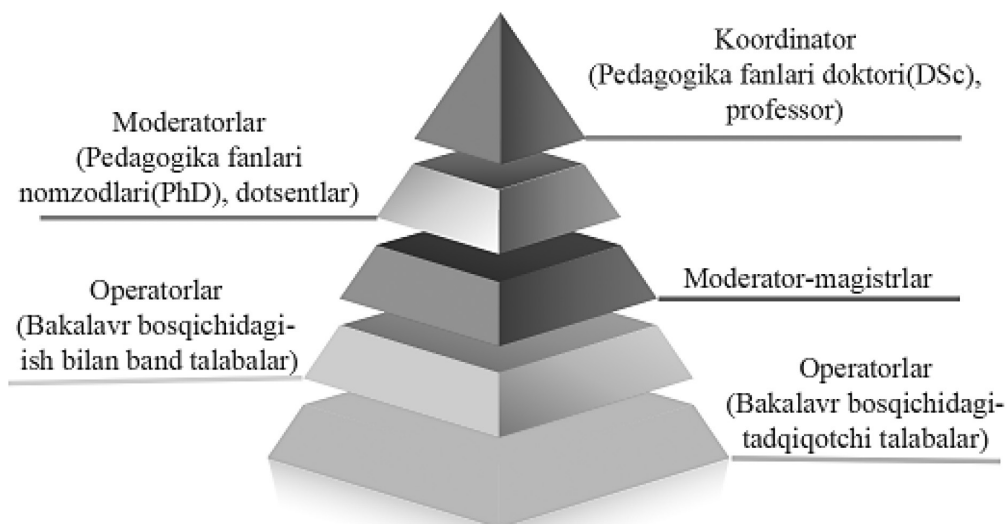 Koordinator
(Pedagogika fanlari doktori(DSc),
professor)
Moderatorlar
(Pedagogika fanlari
nomzodlari(PhD), dotsentlar)
Moderator-magistrlar
Operatorlar
(Bakalavr bosqichidagi-
ish bilan band talabalar)
Operatorlar
(Bakalavr bosqichidagi-
tadqiqotchi talabalar)